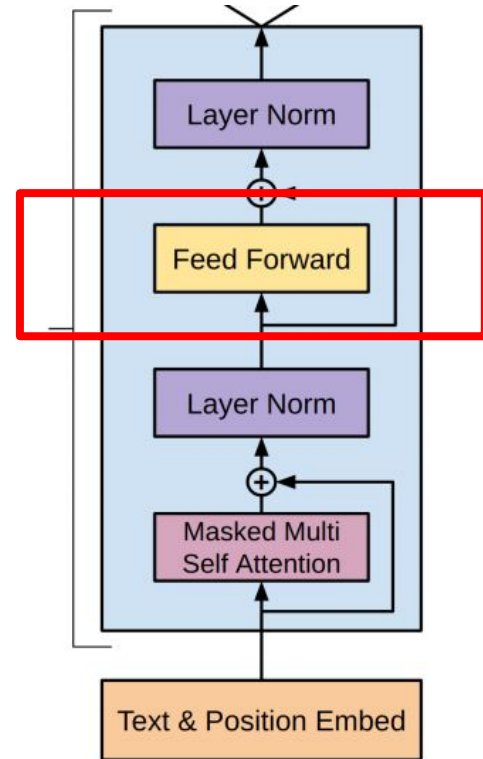 Layer Norm
+
Feed Forward
Layer Norm
+
Masked Multi
Self Attention
Text & Position Embed